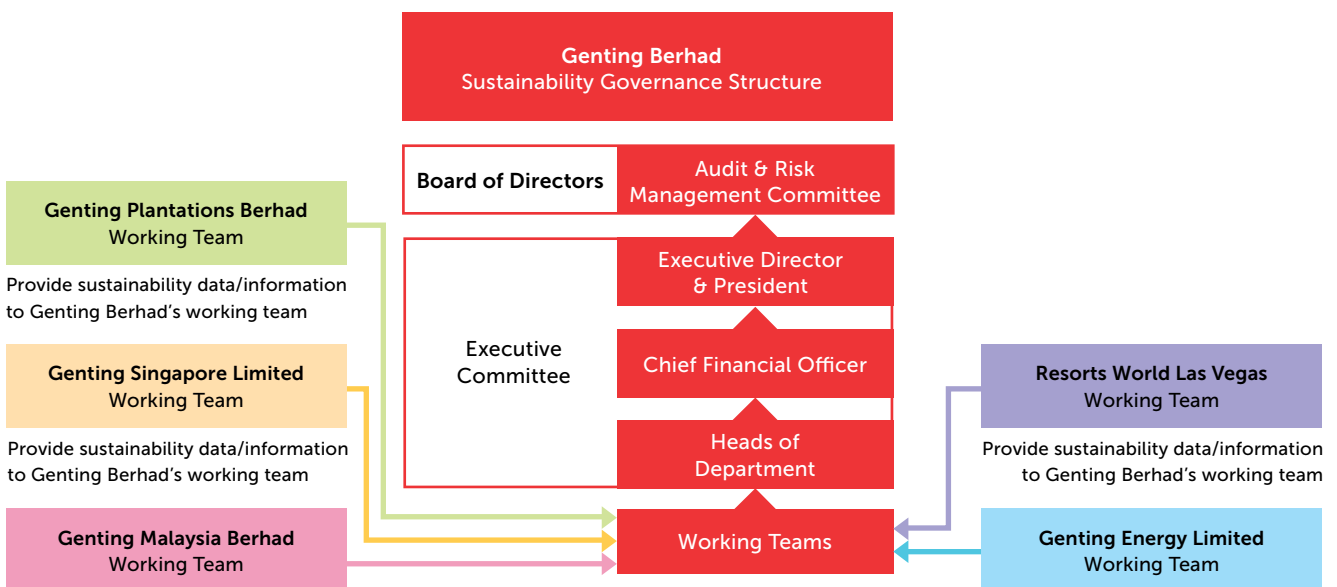 Genting Berhad
Sustainability Governance Structure
Board of Directors
Audit & Risk
Management Committee
Genting Plantations Berhad
Working Team
Provide sustainability data/information
to Genting Berhad's working team
Executive Director
& President
Executive
Committee
Chief Financial Officer
Genting Singapore Limited
Working Team
Provide sustainability data/information
to Genting Berhad's working team
Resorts World Las Vegas
Working Team
Provide sustainability data/information
to Genting Berhad's working team
Heads of
Department
Genting Malaysia Berhad
Working Team
Working Teams
Genting Energy Limited
Working Team